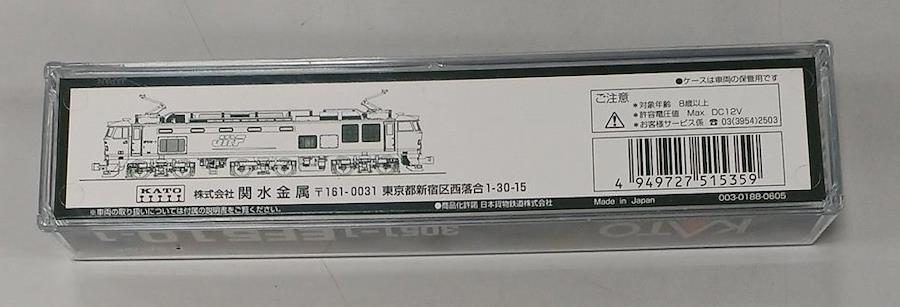 ●ケースは車両の保管用です
ご注意
*対象年齢 8歳以上
*許容電圧値 Max DC12V
*お客様サービス係 ☎ 03(3954)2503
JRF
KATO
株式会社 関水金属 〒161-0031 東京都新宿区西落合1-30-15
※車両の取り扱いについては付属の説明書をご覧下さい
●商品化許諾 日本貨物鉄道株式会社
4 949727 515359
Made in Japan
003-0188-0605
3051-1 EF510-1
KATO